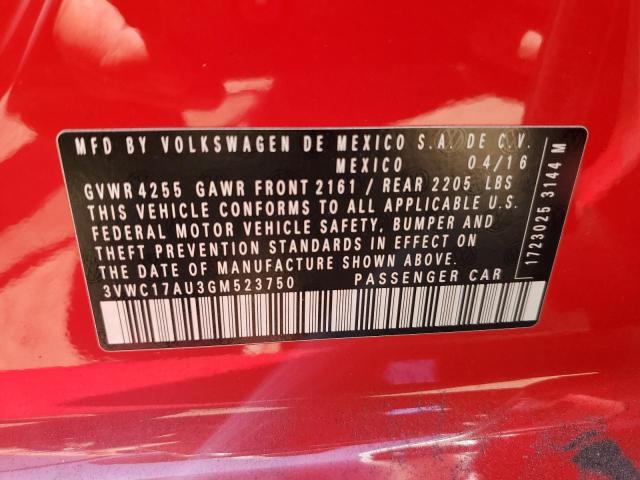 MFD BY VOLKSWAGEN DE MEXICO S.A. DE C.V.
MEXICO 04/16
GVWR 4255 GAWR FRONT 2161 / REAR 2205 LBS
THIS VEHICLE CONFORMS TO ALL APPLICABLE U.S.
FEDERAL MOTOR VEHICLE SAFETY, BUMPER AND
THEFT PREVENTION STANDARDS IN EFFECT ON
THE DATE OF MANUFACTURE SHOWN ABOVE.
3VWC17AU3GM523750 PASSENGER CAR
1723025 3144 M